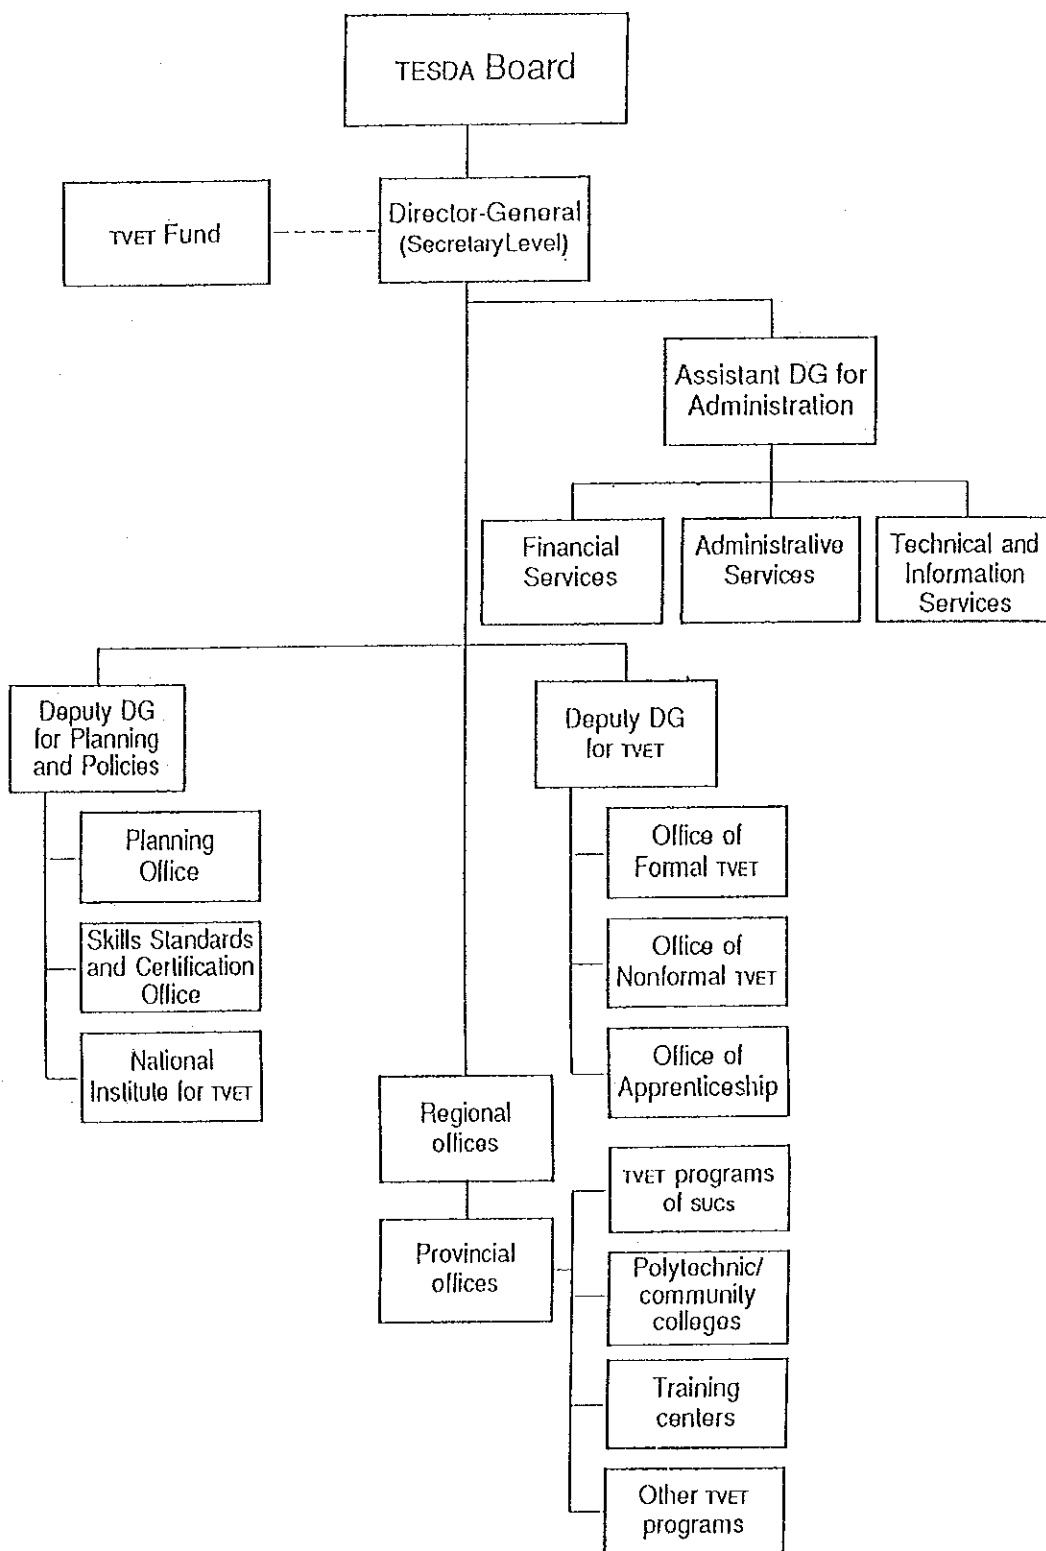 TESDA Board
TVET Fund
Director-General
(Secretary Level)
Assistant DG for
Administration
Financial
Services
Administrative
Services
Technical and
Information
Services
Deputy DG
for Planning
and Policies
Planning
Office
Skills Standards
and Certification
Office
National
Institute for TVET
Deputy DG
for TVET
Office of
Formal TVET
Office of
Nonformal TVET
Office of
Apprenticeship
Regional
offices
Provincial
offices
TVET programs
of SUCs
Polytechnic/
community
colleges
Training
centers
Other TVET
programs